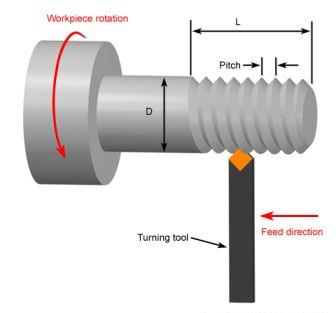 Workpiece rotation
L
Pitch
D
Turning tool
Feed direction